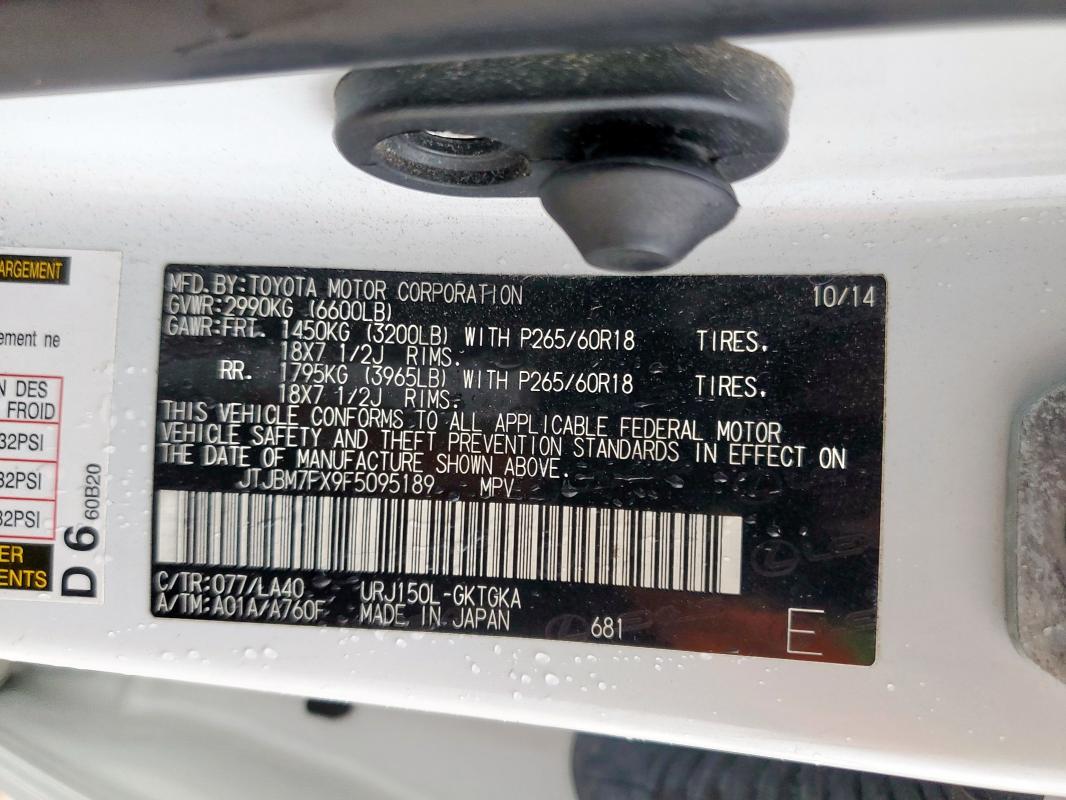 ARGEMENT
ement ne
N DES
FROID
32PSI
32PSI
32PSI
ER
ENTS
D 6 60B20
MFD. BY:TOYOTA MOTOR CORPORATION 10/14
GVWR:2990KG (6600LB)
GAWR:FRT. 1450KG (3200LB) WITH P265/60R18 TIRES.
18X7 1/2J RIMS.
RR. 1795KG (3965LB) WITH P265/60R18 TIRES.
18X7 1/2J RIMS.
THIS VEHICLE CONFORMS TO ALL APPLICABLE FEDERAL MOTOR
VEHICLE SAFETY AND THEFT PREVENTION STANDARDS IN EFFECT ON
THE DATE OF MANUFACTURE SHOWN ABOVE.
JTJBM7FX9F5095189 MPV
C/TR:077/LA40 URJ150L-GKTGKA
A/TM:A01A/A760F MADE IN JAPAN 681 E